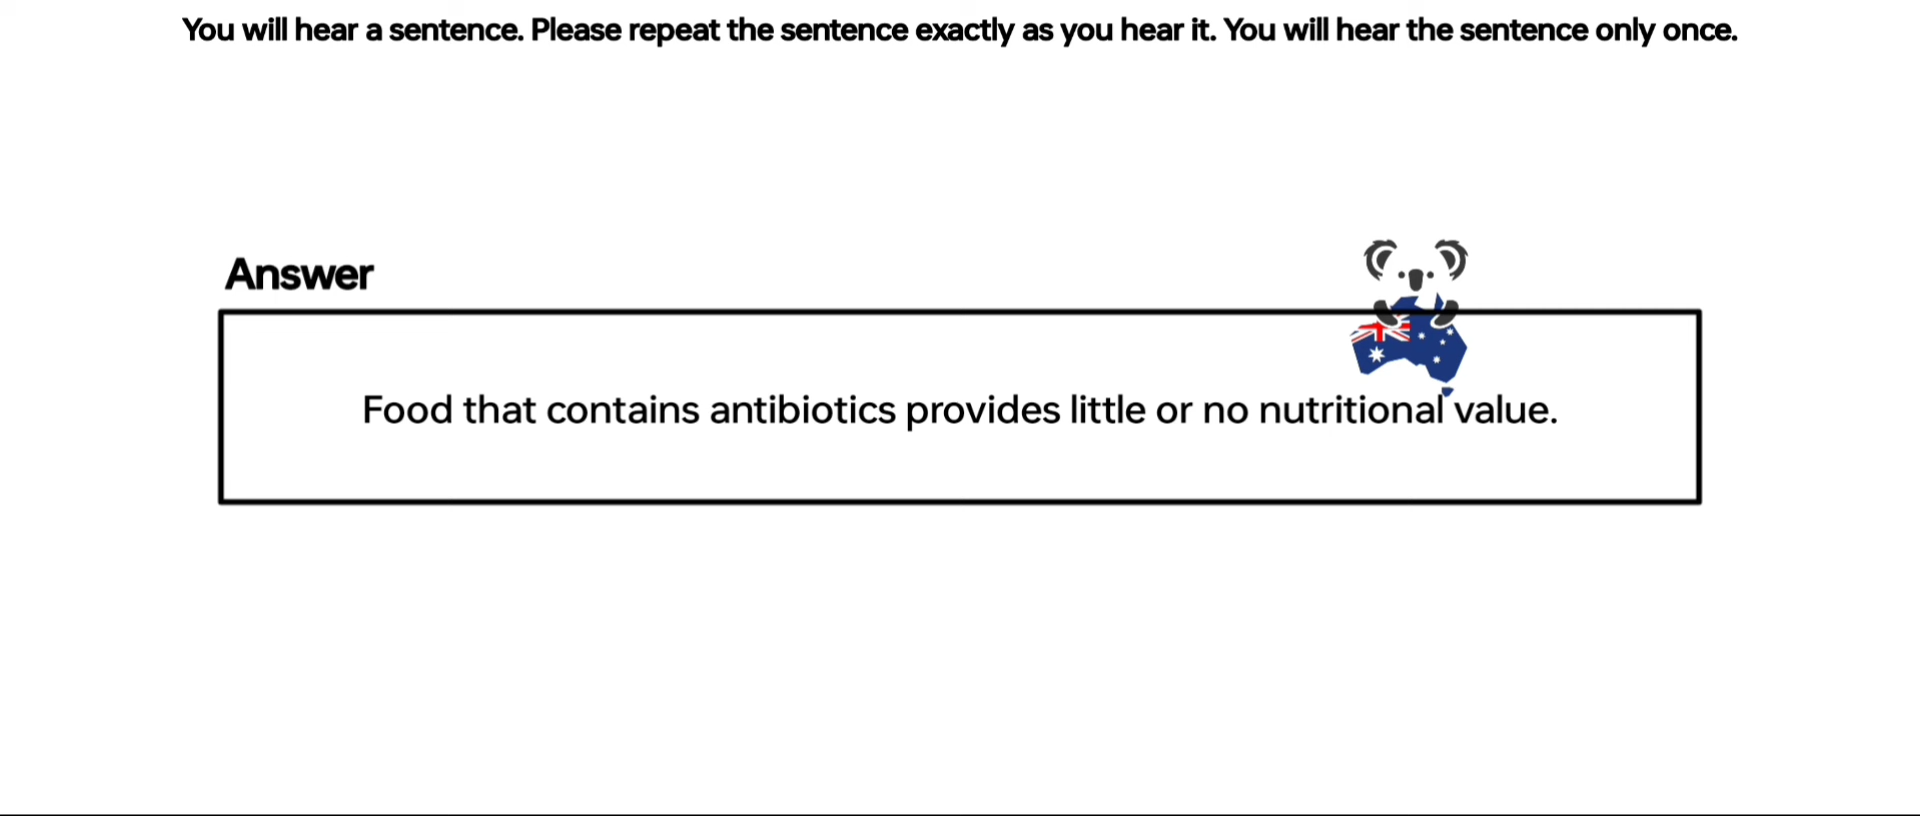 You will hear a sentence. Please repeat the sentence exactly as you hear it. You will hear the sentence only once.
Answer
Food that contains antibiotics provides little or no nutritional value.